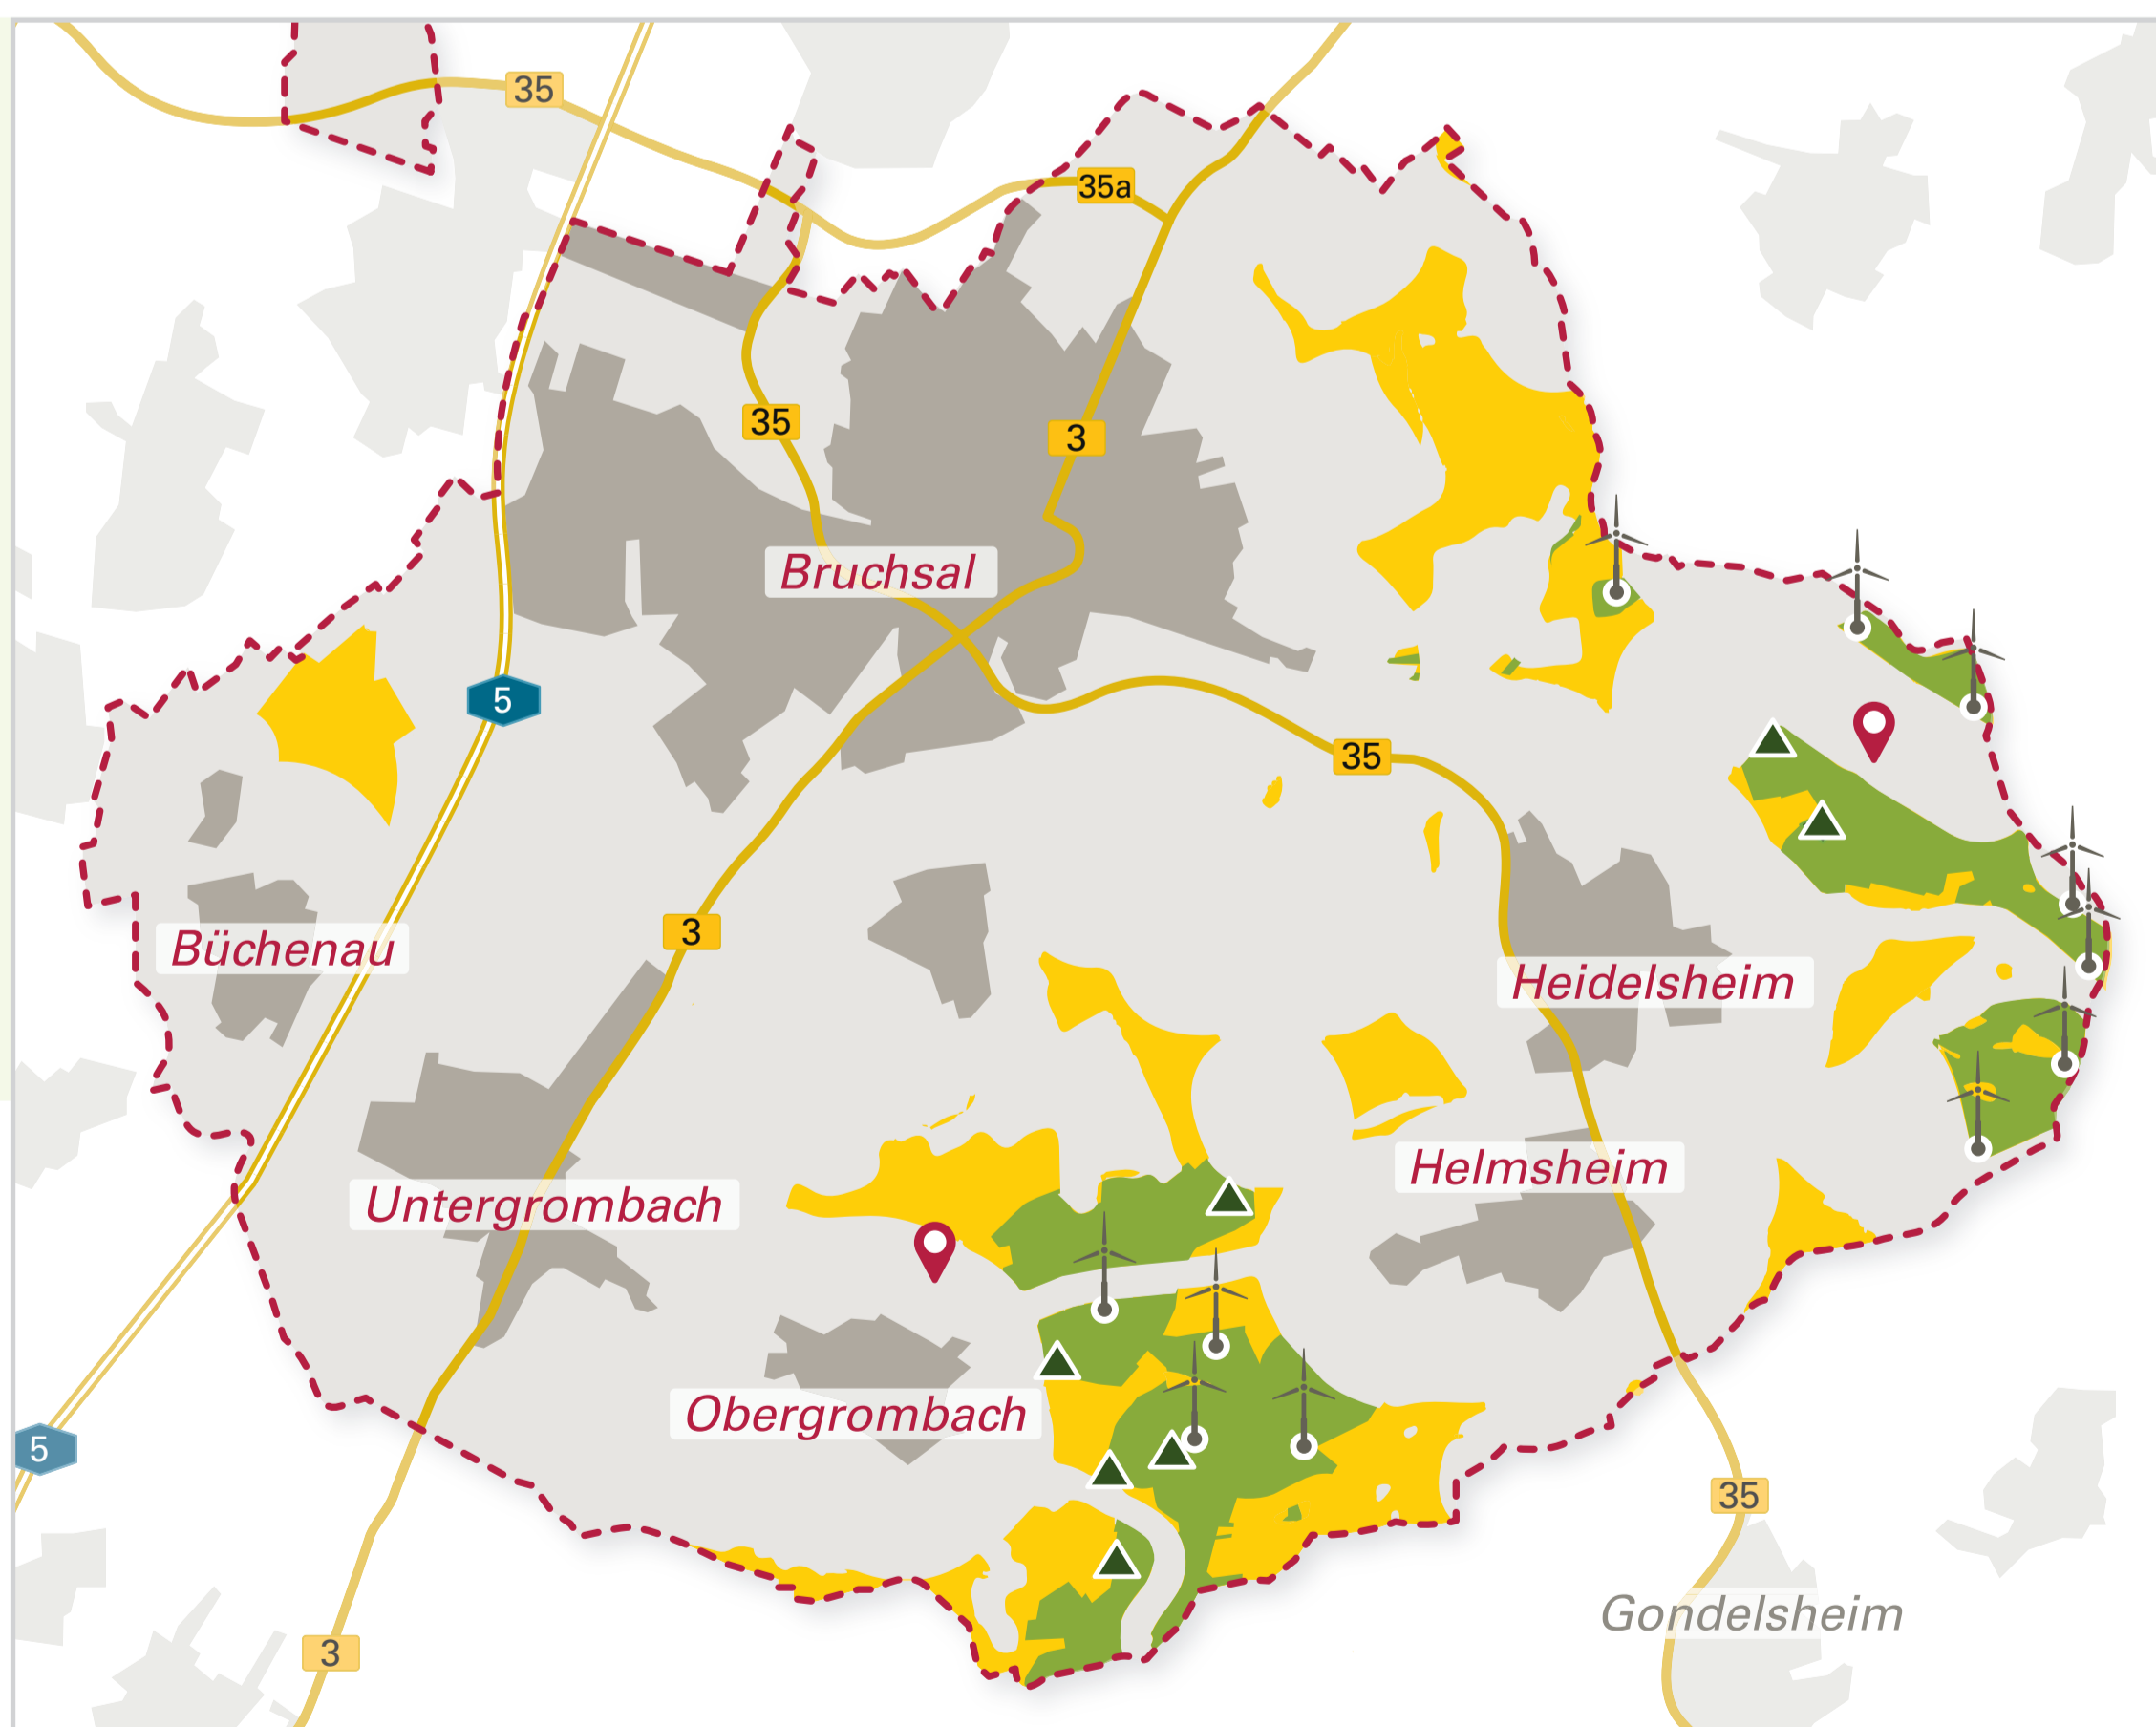 35
35a
35
3
Bruchsal
5
35
3
Büchenau
Heidelsheim
Helmsheim
Untergrombach
Obergrombach
5
35
Gondelsheim
3